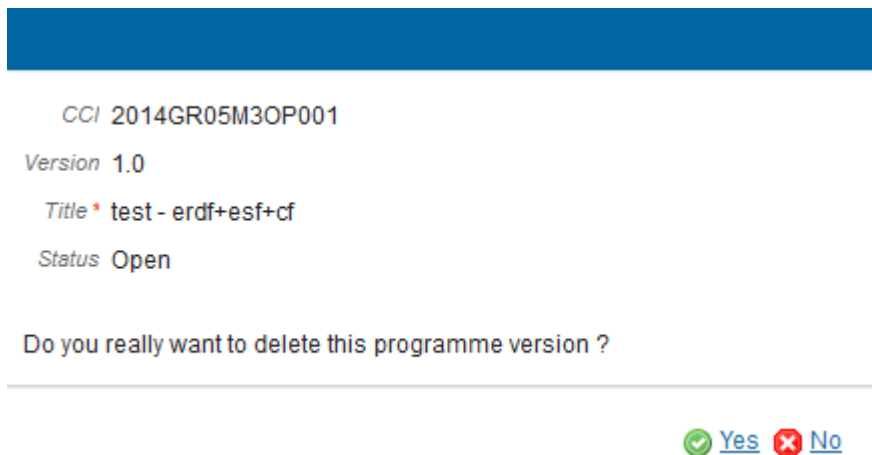 CCI 2014GR05M3OP001
Version 1.0
Title * test - erdf+esf+cf
Status Open
Do you really want to delete this programme version ?
Yes No